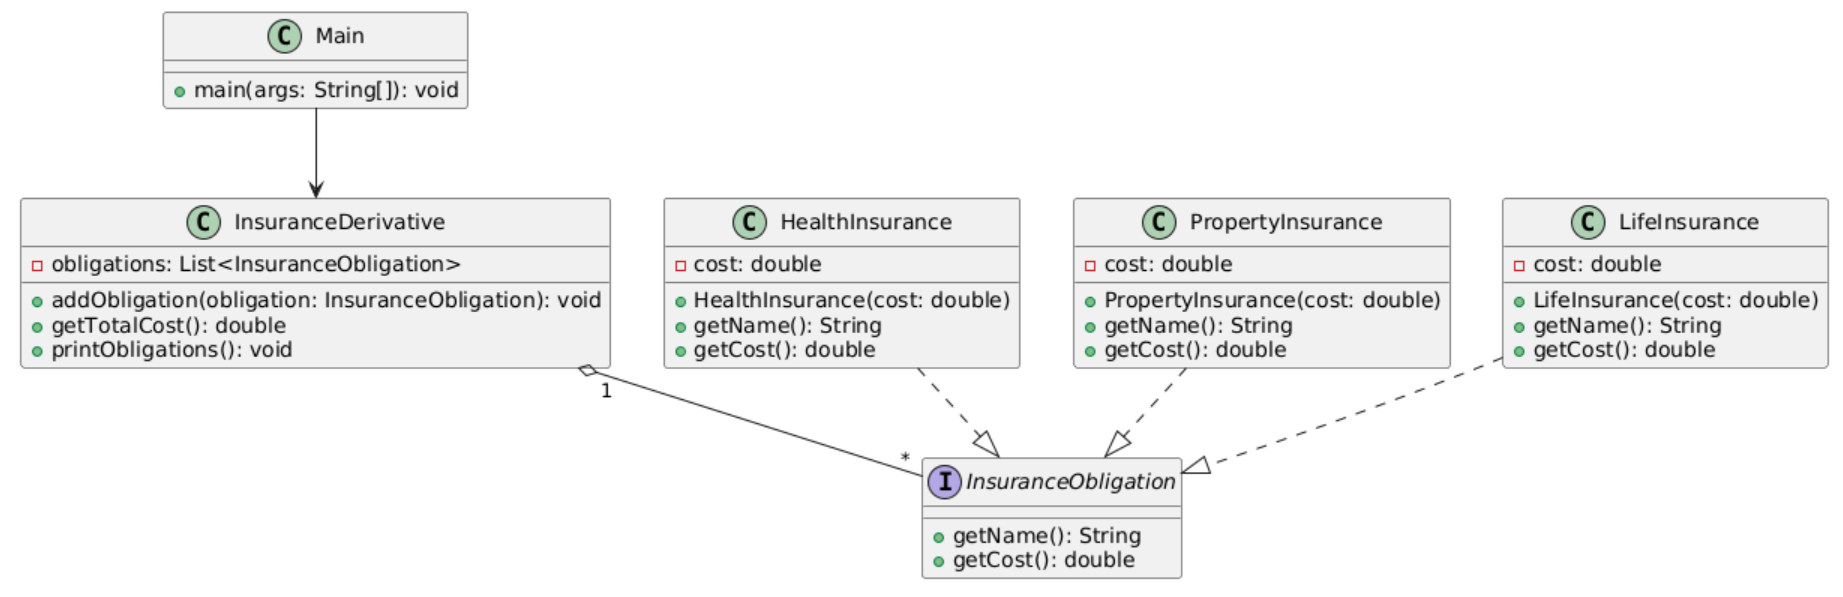 C Main
main(args: String[]): void
C InsuranceDerivative
obligations: List<InsuranceObligation>
addObligation(obligation: InsuranceObligation): void
getTotalCost(): double
printObligations(): void
C HealthInsurance
cost: double
HealthInsurance(cost: double)
getName(): String
getCost(): double
C PropertyInsurance
cost: double
PropertyInsurance(cost: double)
getName(): String
getCost(): double
C LifeInsurance
cost: double
LifeInsurance(cost: double)
getName(): String
getCost(): double
1
*
I InsuranceObligation
getName(): String
getCost(): double